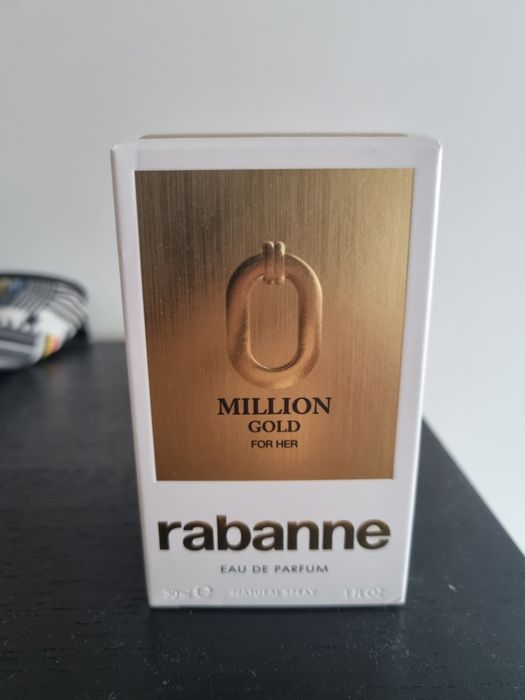 MILLION
GOLD
FOR HER
rabanne
EAU DE PARFUM
30 ml ℮ NATURAL SPRAY 1 FL OZ